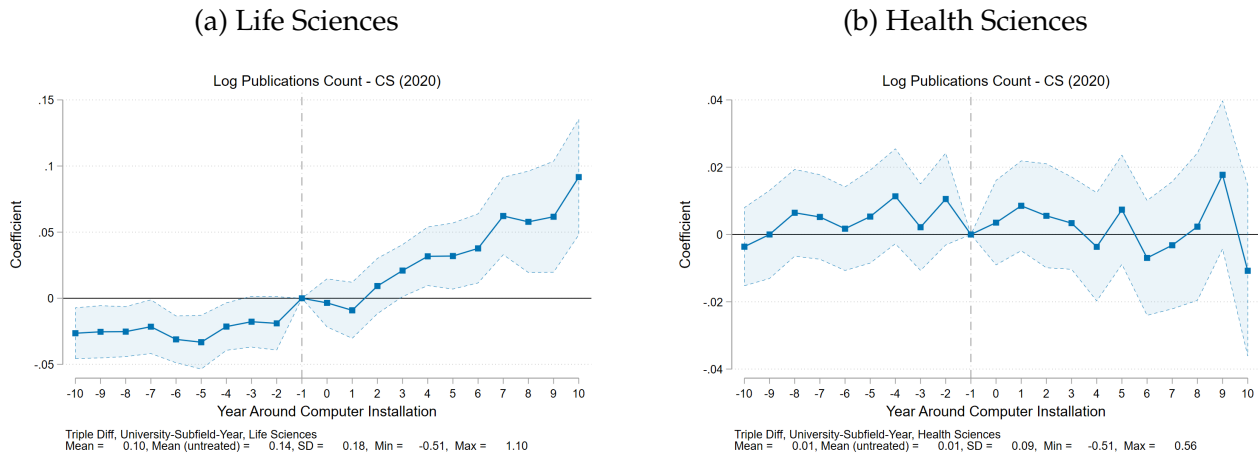 (a) Life Sciences
Log Publications Count - CS (2020)
.15
.1
.05
0
-.05
Coefficient
-10 -9 -8 -7 -6 -5 -4 -3 -2 -1 0 1 2 3 4 5 6 7 8 9 10
Year Around Computer Installation
Triple Diff, University-Subfield-Year, Life Sciences
Mean = 0.10, Mean (untreated) = 0.14, SD = 0.18, Min = -0.51, Max = 1.10
(b) Health Sciences
Log Publications Count - CS (2020)
.04
.02
0
-.02
-.04
Coefficient
-10 -9 -8 -7 -6 -5 -4 -3 -2 -1 0 1 2 3 4 5 6 7 8 9 10
Year Around Computer Installation
Triple Diff, University-Subfield-Year, Health Sciences
Mean = 0.01, Mean (untreated) = 0.01, SD = 0.09, Min = -0.51, Max = 0.56